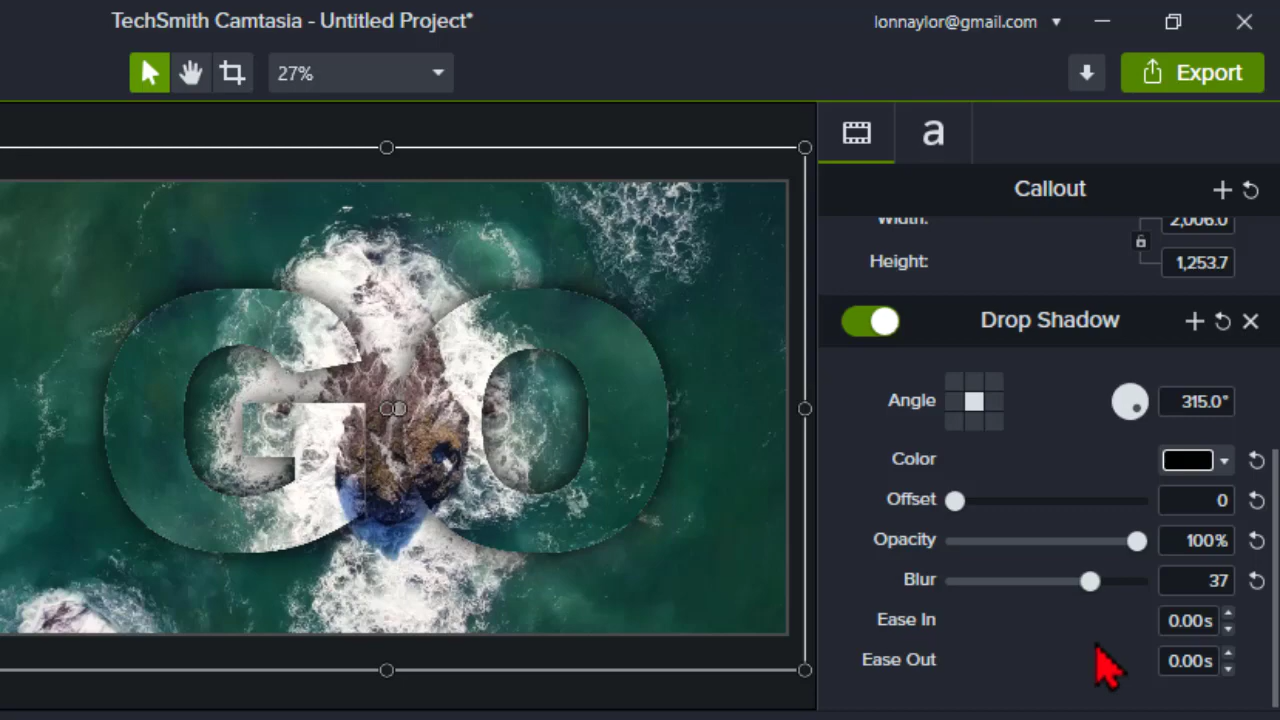 TechSmith Camtasia - Untitled Project*
lonnaylor@gmail.com
27%
Export
a
Callout
Width: 2,006.0
Height: 1,253.7
Drop Shadow
Angle 315.0°
Color
Offset 0
Opacity 100%
Blur 37
Ease In 0.00s
Ease Out 0.00s
GO